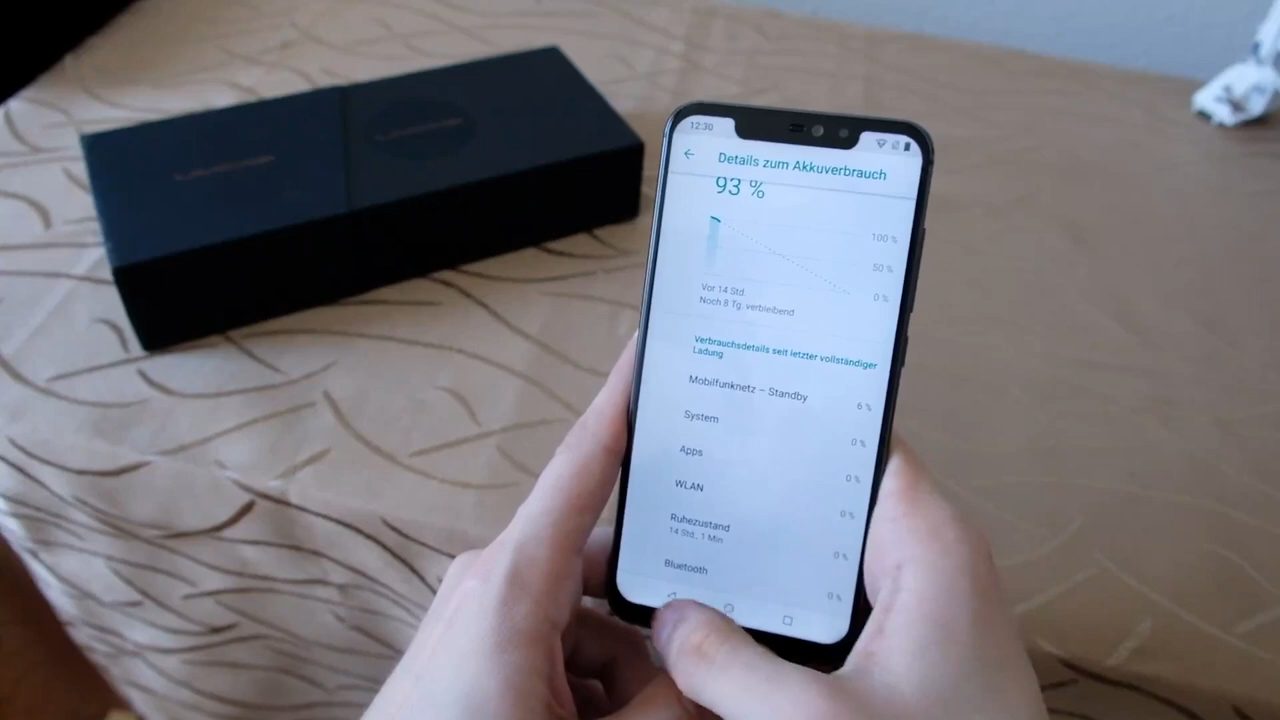 12:30
Details zum Akkuverbrauch
93 %
100 %
50 %
0 %
Vor 14 Std.
Noch 8 Tg. verbleibend
Verbrauchsdetails seit letzter vollständiger
Ladung
Mobilfunknetz – Standby
6 %
System
0 %
Apps
0 %
WLAN
0 %
Ruhezustand
14 Std., 1 Min
0 %
Bluetooth
0 %